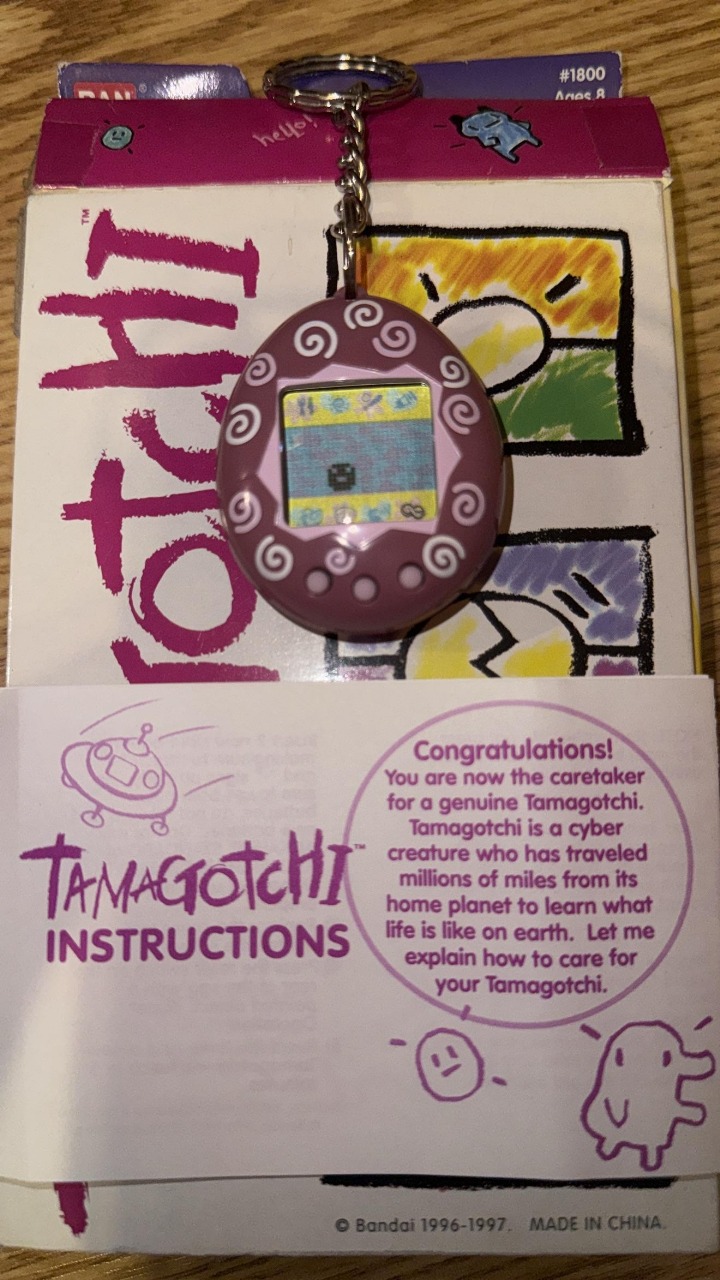 BAN®
#1800
Ages 8
hello!
TAMAGOTCHI™
INSTRUCTIONS
Congratulations!
You are now the caretaker
for a genuine Tamagotchi.
Tamagotchi is a cyber
creature who has traveled
millions of miles from its
home planet to learn what
life is like on earth. Let me
explain how to care for
your Tamagotchi.
© Bandai 1996-1997. MADE IN CHINA.